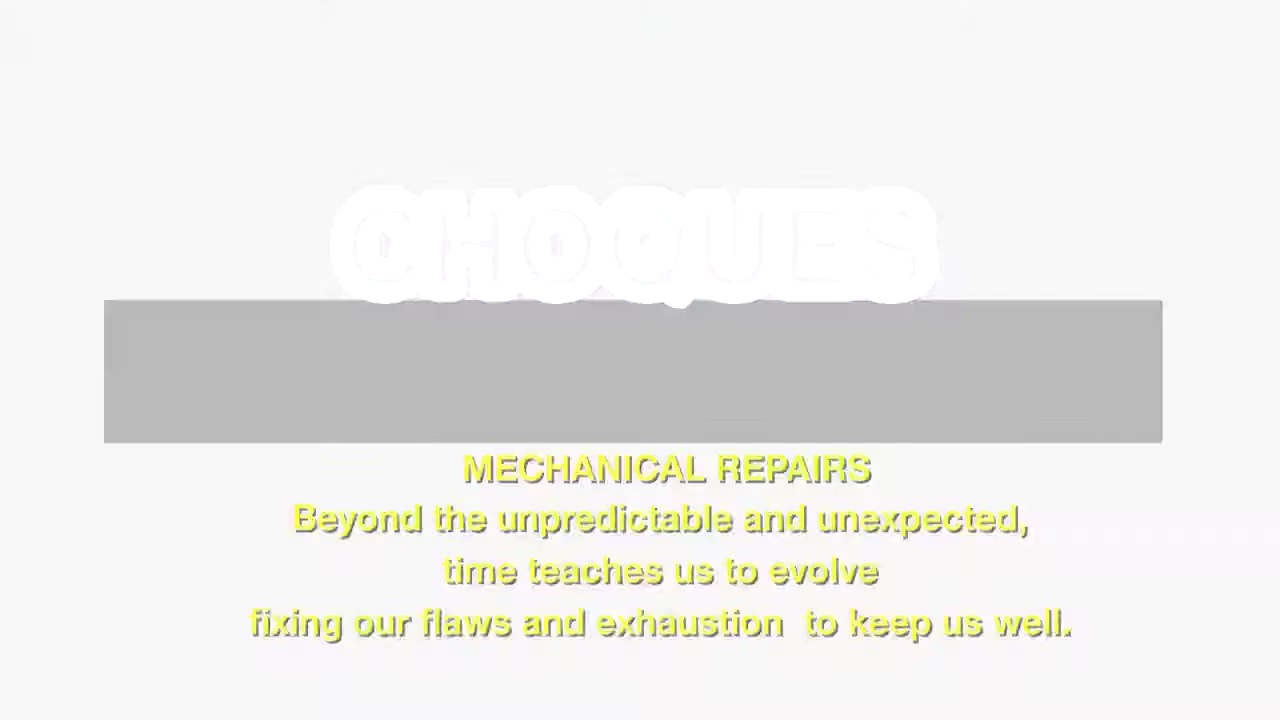 CHOQUES
MECHANICAL REPAIRS
Beyond the unpredictable and unexpected,
time teaches us to evolve
fixing our flaws and exhaustion to keep us well.